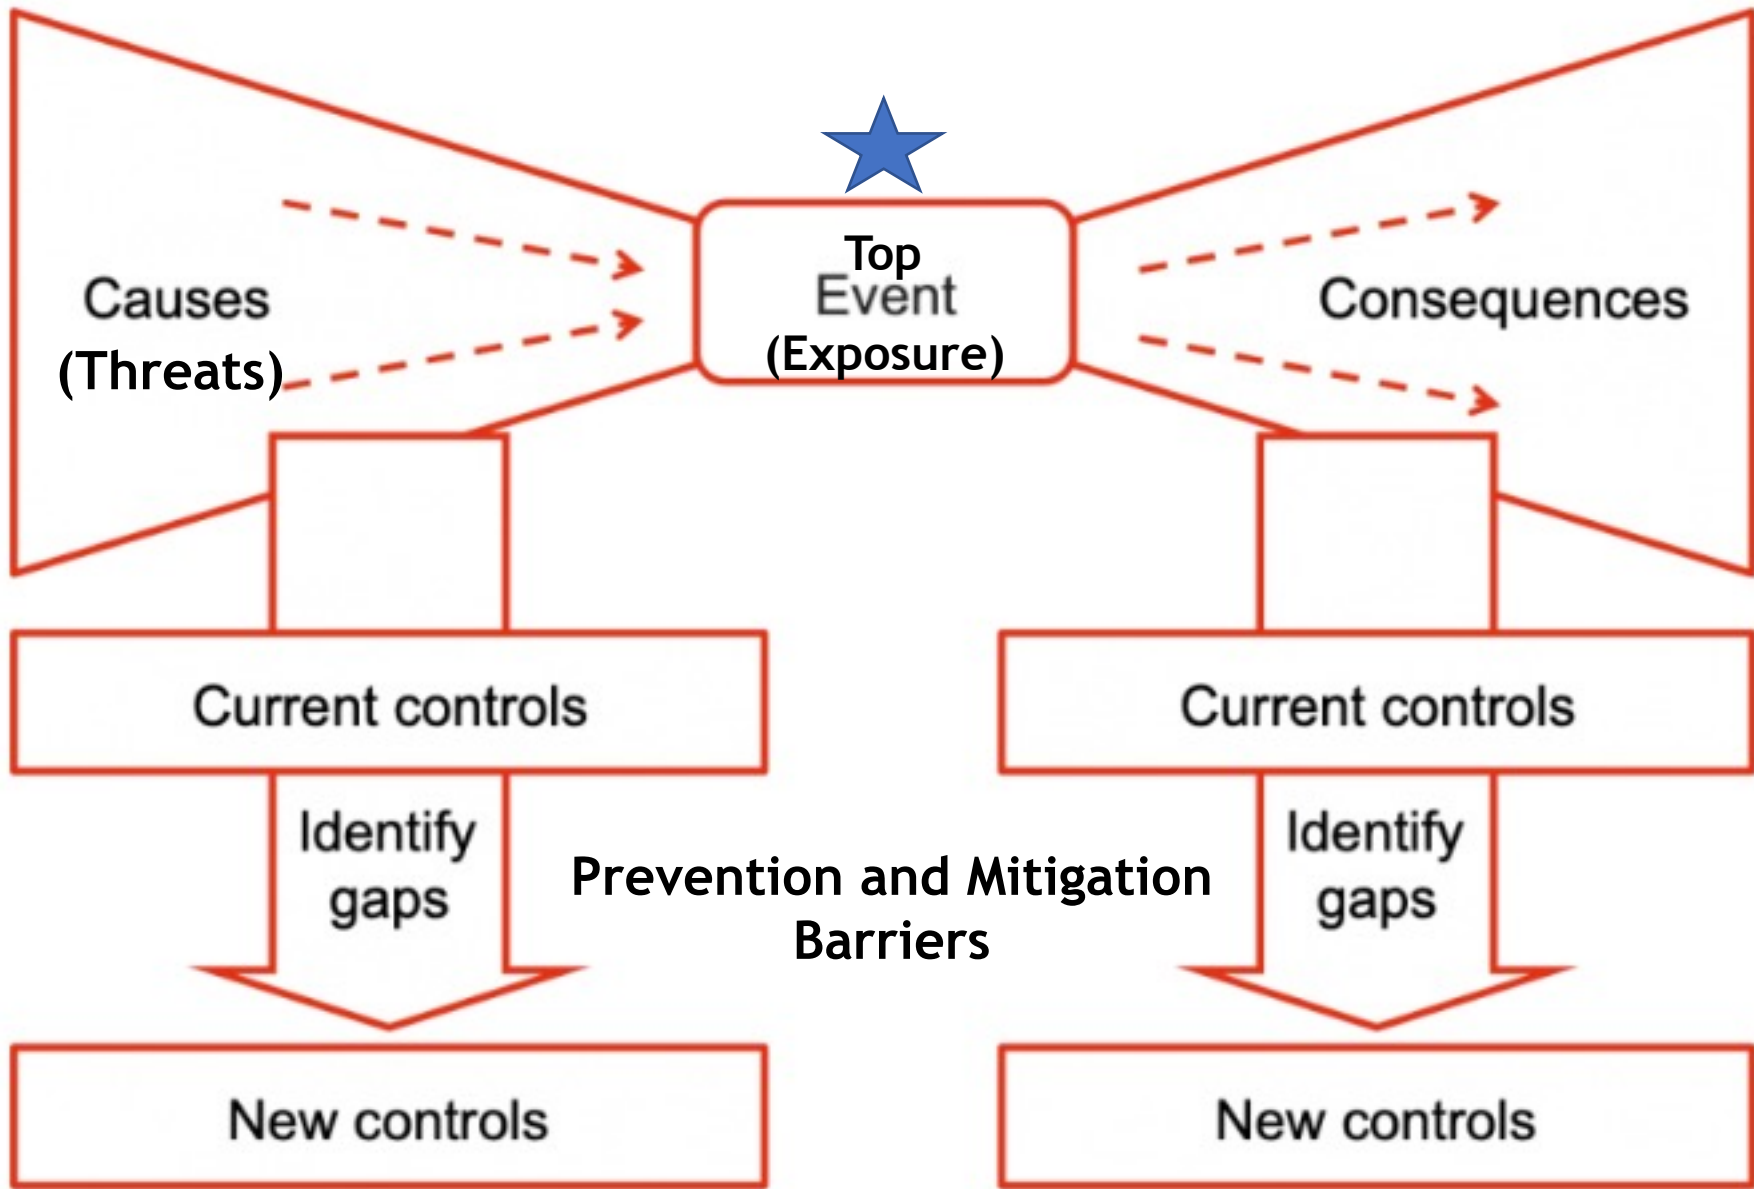 Causes
(Threats)
Top
Event
(Exposure)
Consequences
Current controls
Current controls
Identify
gaps
Prevention and Mitigation
Barriers
Identify
gaps
New controls
New controls